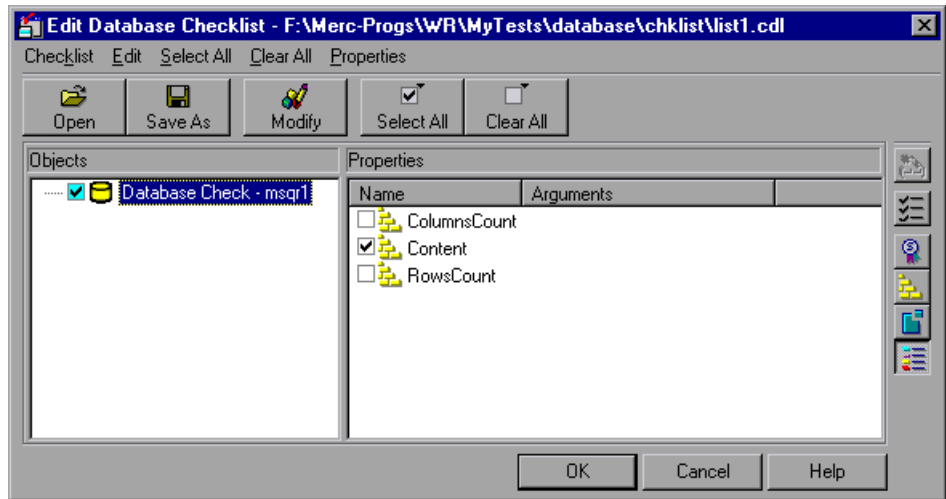 Edit Database Checklist - F:\Merc-Progs\WR\MyTests\database\chklist\list1.cdl
Checklist Edit Select All Clear All Properties
Open Save As Modify Select All Clear All
Objects Properties
Database Check - msqr1 Name Arguments
ColumnsCount
Content
RowsCount
OK Cancel Help